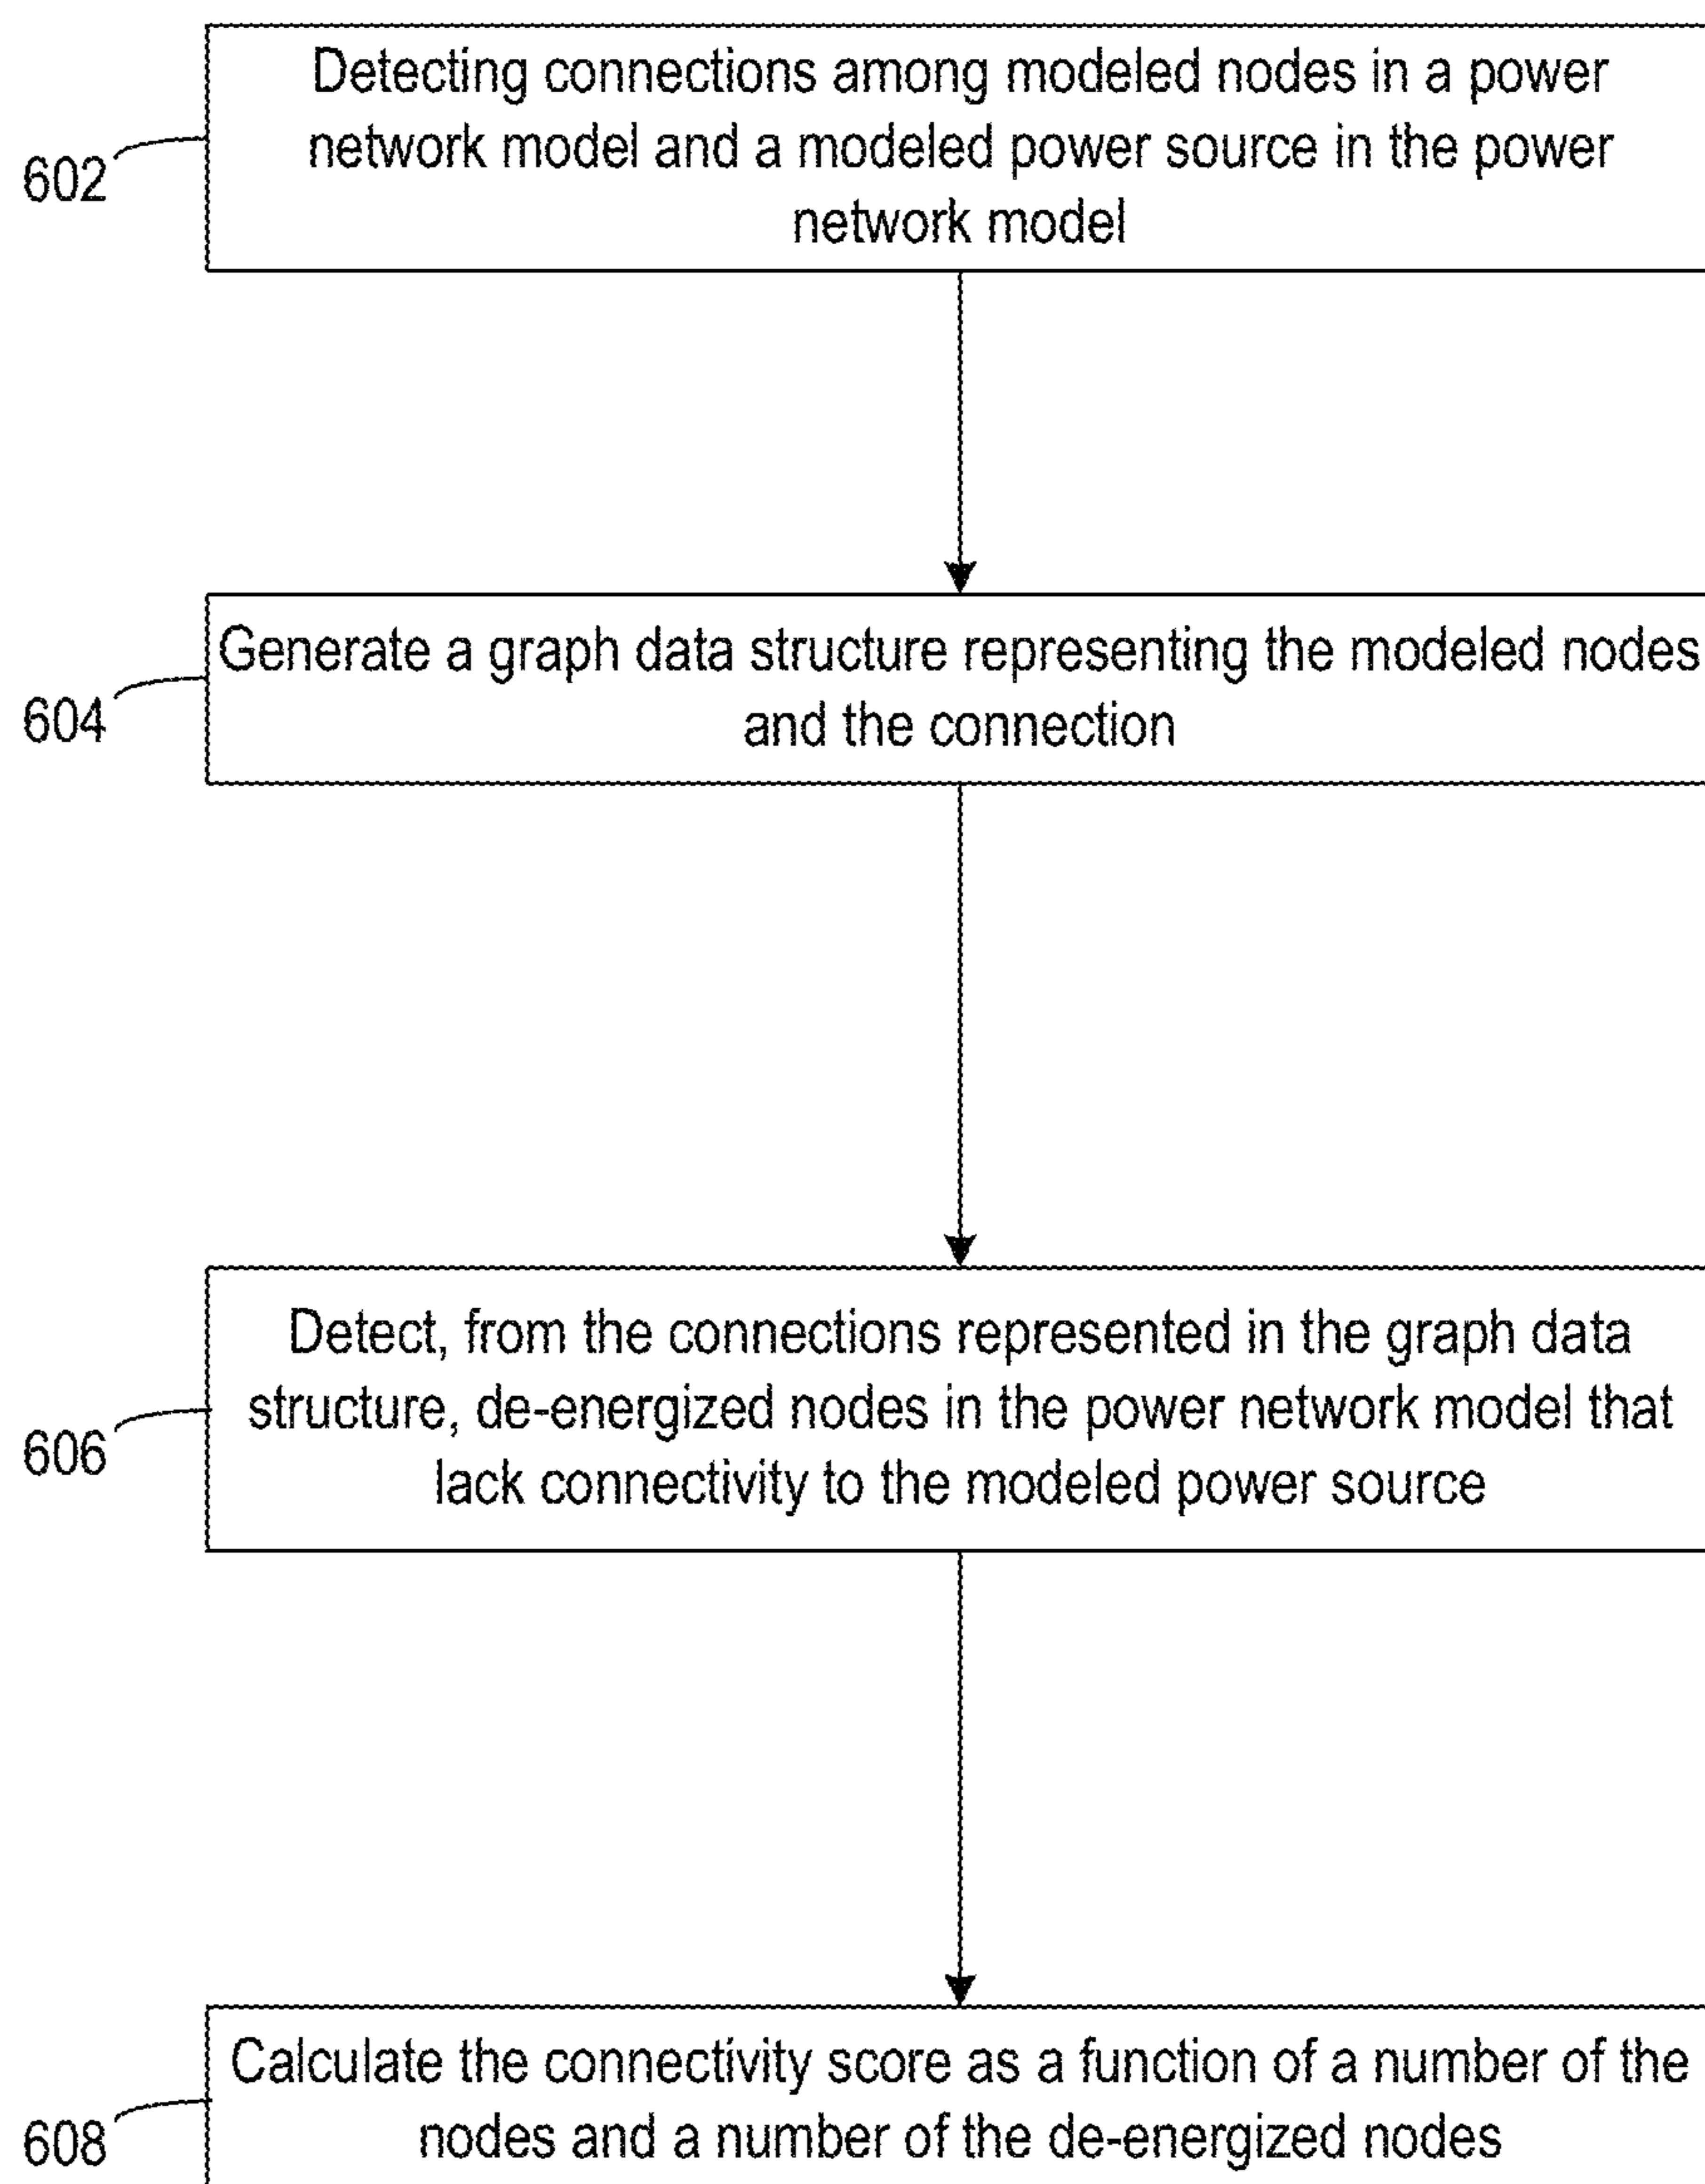 Detecting connections among modeled nodes in a power
network model and a modeled power source in the power
network model
602
Generate a graph data structure representing the modeled nodes
and the connection
604
Detect, from the connections represented in the graph data
structure, de-energized nodes in the power network model that
lack connectivity to the modeled power source
606
Calculate the connectivity score as a function of a number of the
nodes and a number of the de-energized nodes
608